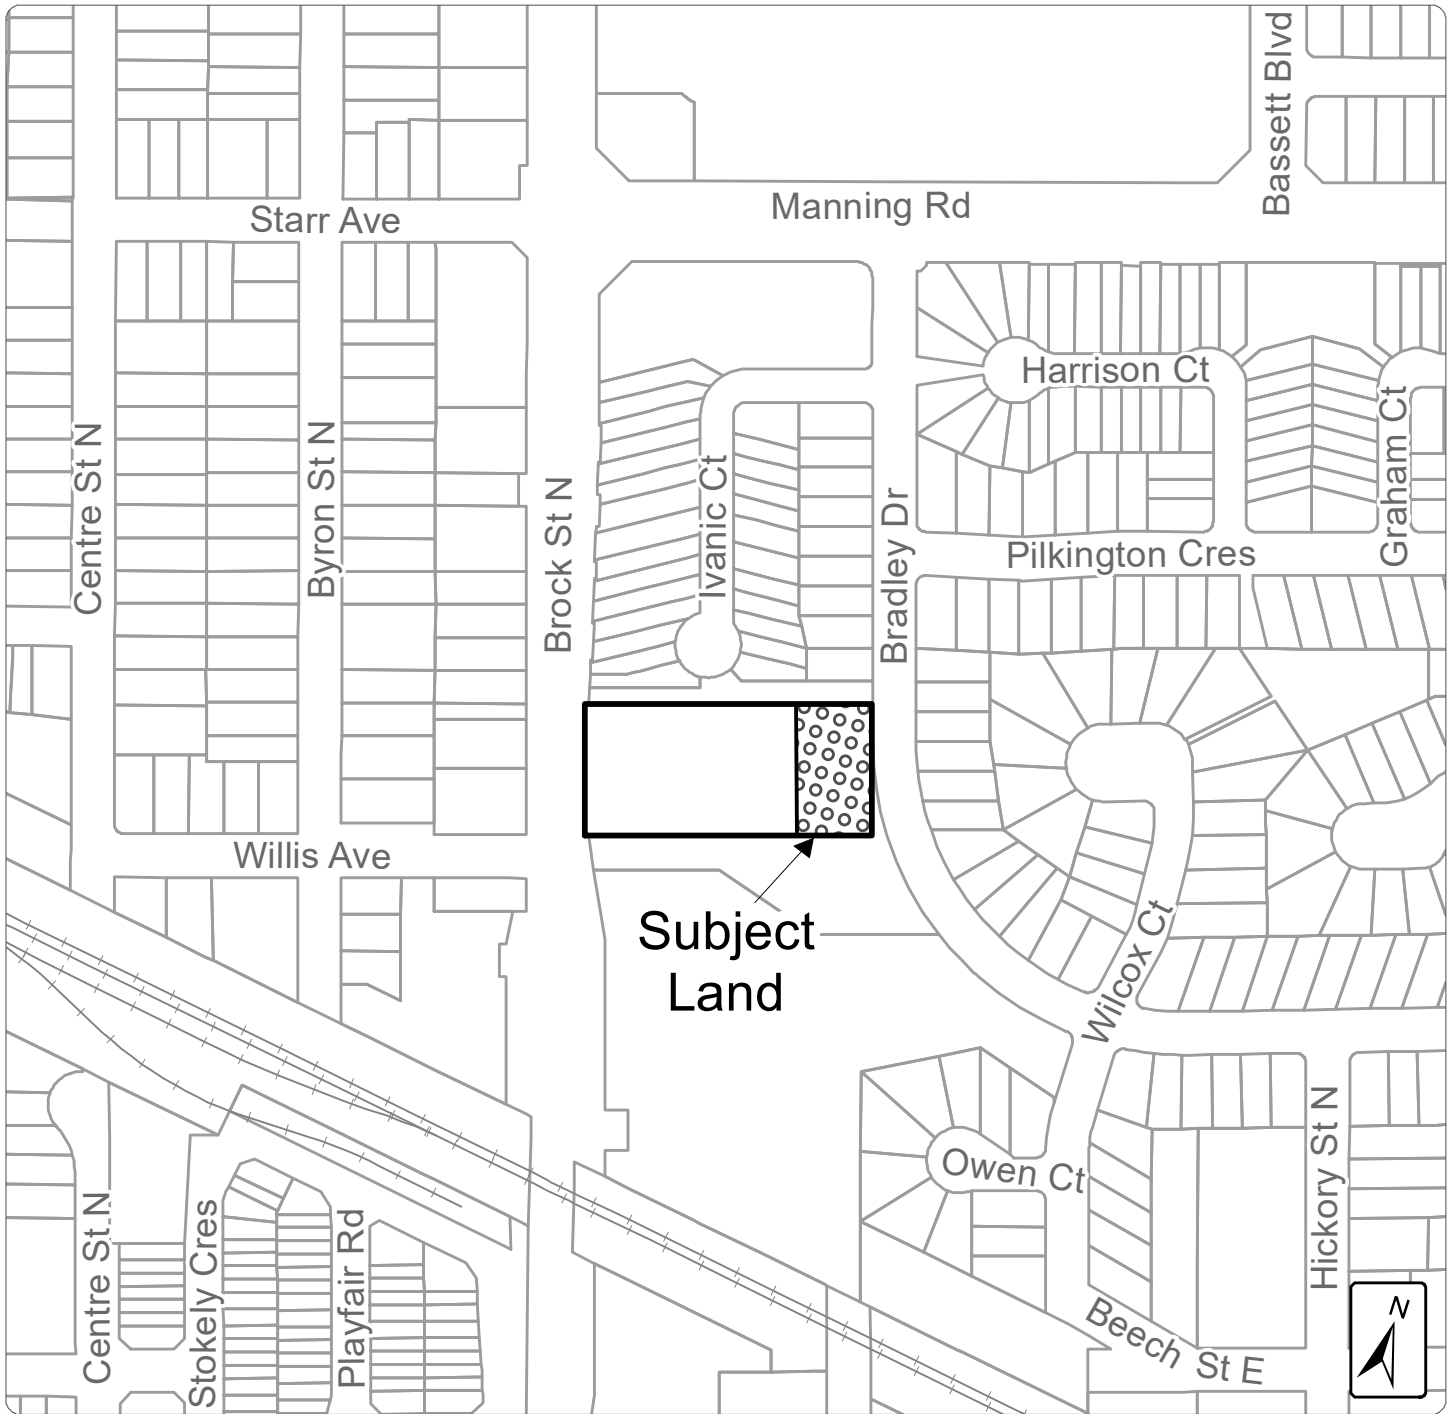 Bassett Blvd
Starr Ave
Manning Rd
Harrison Ct
Centre St N
Byron St N
Brock St N
Ivanic Ct
Bradley Dr
Graham Ct
Pilkington Cres
Willis Ave
Subject
Land
Wilcox Ct
Owen Ct
Hickory St N
Centre St N
Stokely Cres
Playfair Rd
Beech St E
N